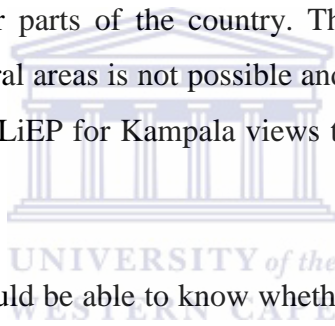 r parts of the country. Th
ral areas is not possible and
LiEP for Kampala views t
UNIVERSITY of the
uld be able to know wheth
WESTERN CAPE